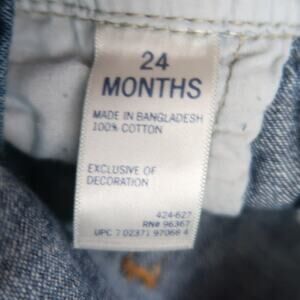 24
MONTHS
MADE IN BANGLADESH
100% COTTON
EXCLUSIVE OF
DECORATION
424-627
RN# 96367
UPC 7 02371 97068 4